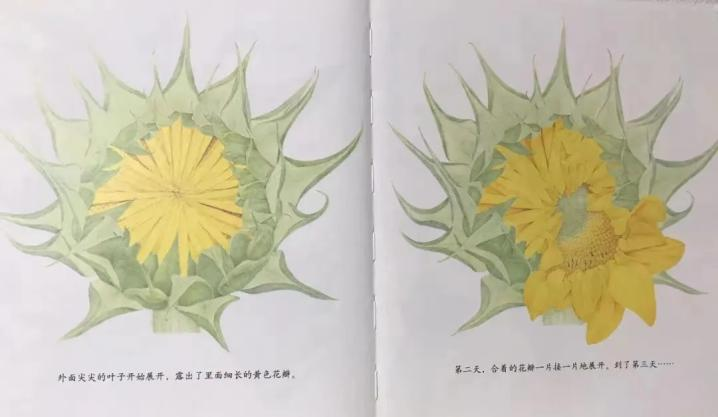 外面尖尖的叶子开始展开，露出了里面细长的黄色花瓣。
第二天，合着的花瓣一片接一片地展开，到了第三天……